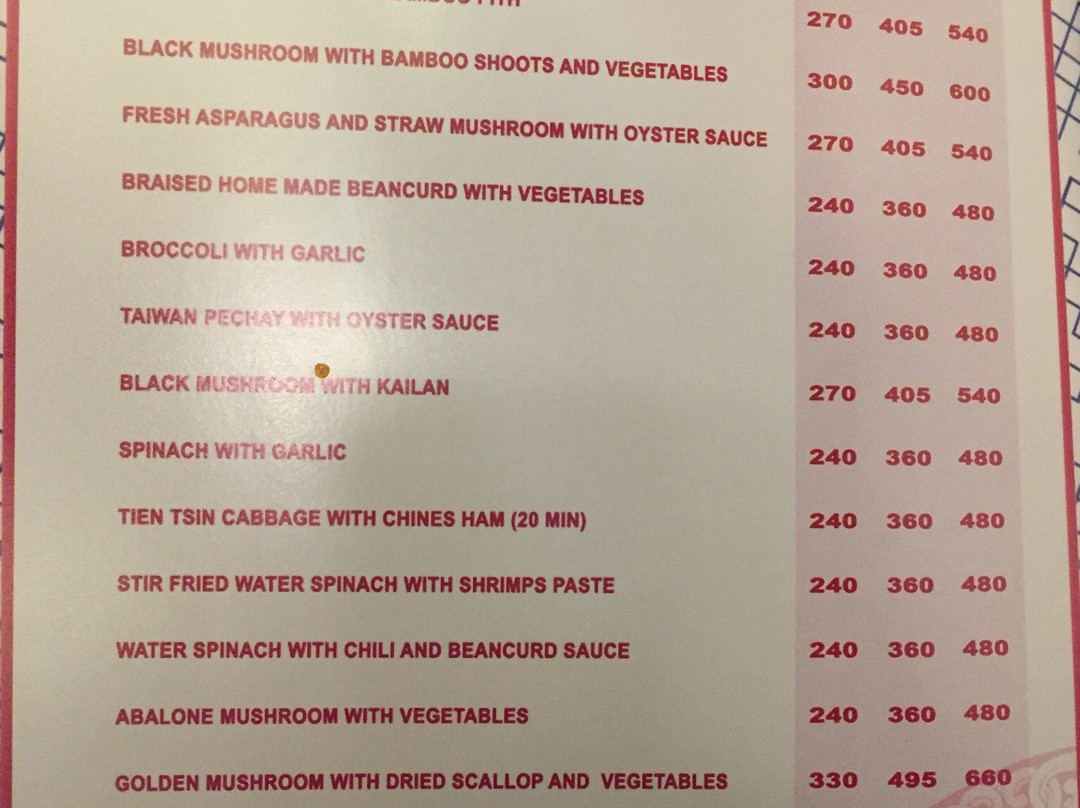 270 405 540
BLACK MUSHROOM WITH BAMBOO SHOOTS AND VEGETABLES 300 450 600
FRESH ASPARAGUS AND STRAW MUSHROOM WITH OYSTER SAUCE 270 405 540
BRAISED HOME MADE BEANCURD WITH VEGETABLES 240 360 480
BROCCOLI WITH GARLIC 240 360 480
TAIWAN PECHAY WITH OYSTER SAUCE 240 360 480
BLACK MUSHROOM WITH KAILAN 270 405 540
SPINACH WITH GARLIC 240 360 480
TIEN TSIN CABBAGE WITH CHINES HAM (20 MIN) 240 360 480
STIR FRIED WATER SPINACH WITH SHRIMPS PASTE 240 360 480
WATER SPINACH WITH CHILI AND BEANCURD SAUCE 240 360 480
ABALONE MUSHROOM WITH VEGETABLES 240 360 480
GOLDEN MUSHROOM WITH DRIED SCALLOP AND VEGETABLES 330 495 660